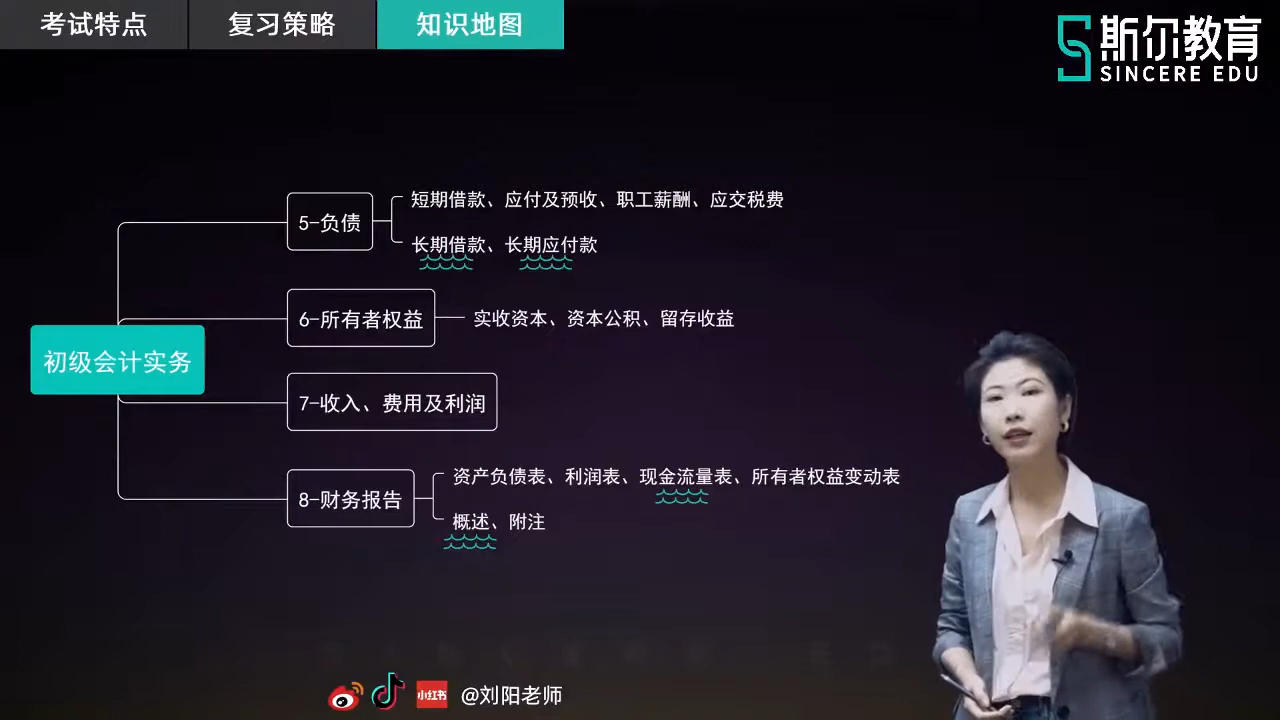 考试特点
复习策略
知识地图
斯尔教育
SINCERE EDU
5-负债
短期借款、应付及预收、职工薪酬、应交税费
长期借款、长期应付款
6-所有者权益
实收资本、资本公积、留存收益
初级会计实务
7-收入、费用及利润
8-财务报告
资产负债表、利润表、现金流量表、所有者权益变动表
概述、附注
小红书
@刘阳老师